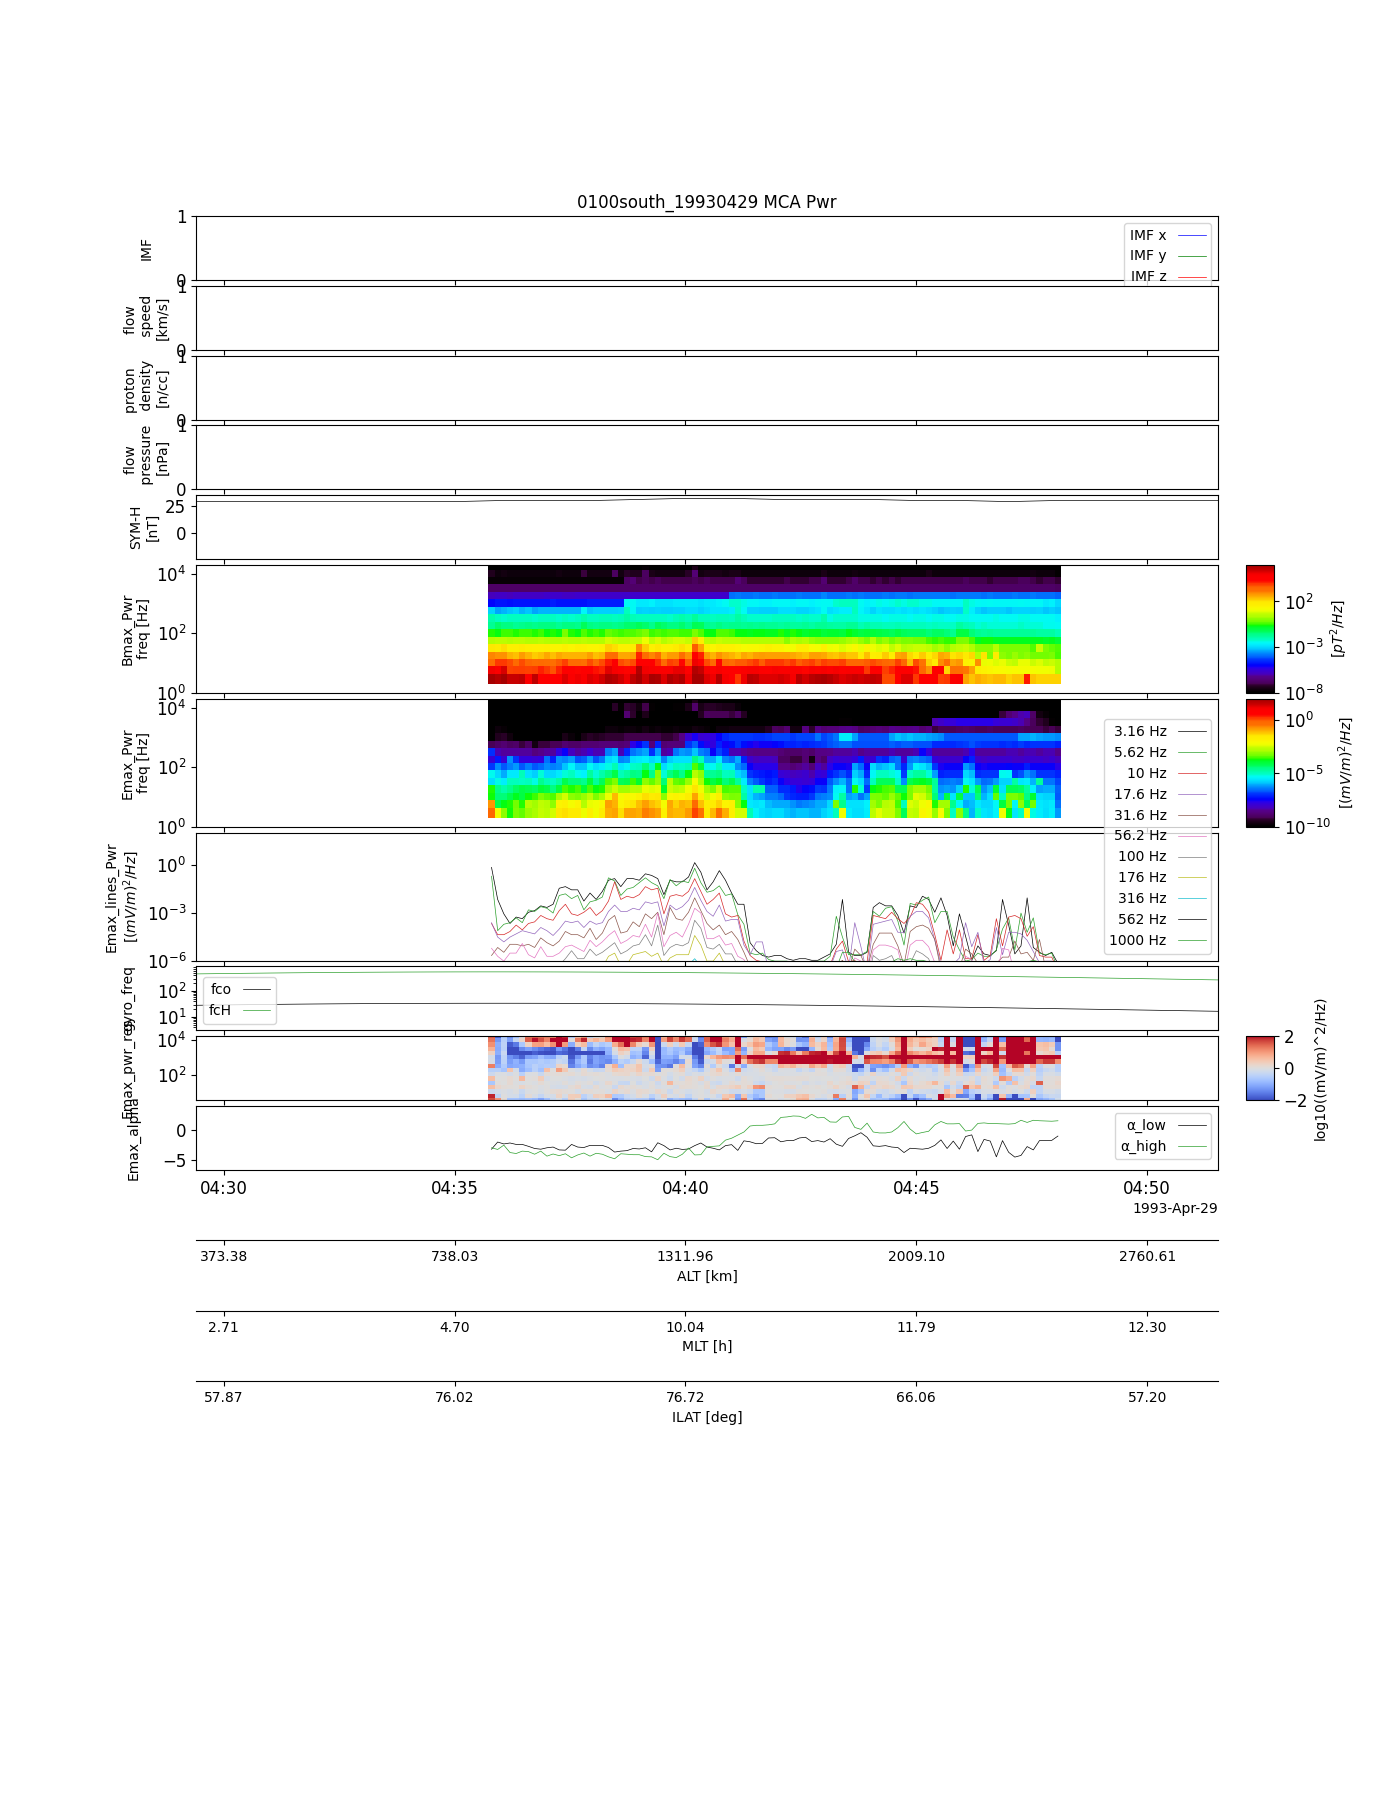 0100south_19930429 MCA Pwr
1
0
IMF
IMF x
IMF y
IMF z
1
0
flow
speed
[km/s]
1
0
proton
density
[n/cc]
1
0
flow
pressure
[nPa]
25
0
SYM-H
[nT]
10^4
10^2
10^0
Bmax_Pwr
freq [Hz]
10^2
10^-3
10^-8
[pT^2/Hz]
10^4
10^2
10^0
Emax_Pwr
freq [Hz]
10^0
10^-5
10^-10
[(mV/m)^2/Hz]
3.16 Hz
5.62 Hz
10 Hz
17.6 Hz
31.6 Hz
56.2 Hz
100 Hz
176 Hz
316 Hz
562 Hz
1000 Hz
10^0
10^-3
10^-6
Emax_lines_Pwr
[(mV/m)^2/Hz]
10^2
10^1
gyro_freq
fco
fcH
10^4
10^2
Emax_pwr_reg
2
0
−2
log10((mV/m)^2/Hz)
0
−5
Emax_alpha
α_low
α_high
04:30 04:35 04:40 04:45 04:50
1993-Apr-29
373.38 738.03 1311.96 2009.10 2760.61
ALT [km]
2.71 4.70 10.04 11.79 12.30
MLT [h]
57.87 76.02 76.72 66.06 57.20
ILAT [deg]